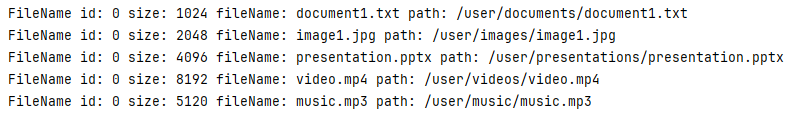 FileName id: 0 size: 1024 fileName: document1.txt path: /user/documents/document1.txt
FileName id: 0 size: 2048 fileName: image1.jpg path: /user/images/image1.jpg
FileName id: 0 size: 4096 fileName: presentation.pptx path: /user/presentations/presentation.pptx
FileName id: 0 size: 8192 fileName: video.mp4 path: /user/videos/video.mp4
FileName id: 0 size: 5120 fileName: music.mp3 path: /user/music/music.mp3